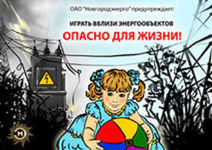 ОАО "Новгородэнерго" предупреждает:
ИГРАТЬ ВБЛИЗИ ЭНЕРГООБЪЕКТОВ
ОПАСНО ДЛЯ ЖИЗНИ!